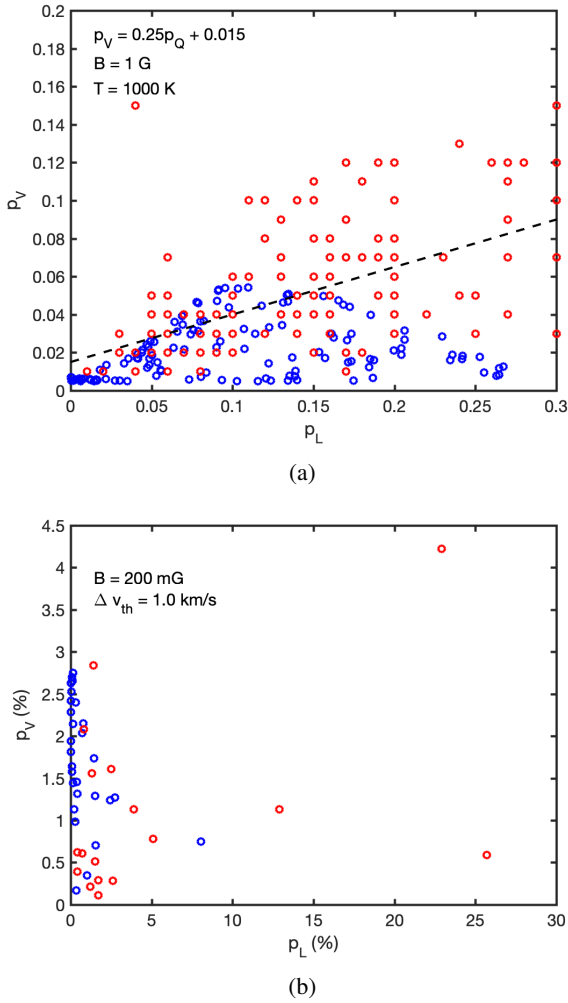 0.2
0.18
0.16
0.14
0.12
0.1
0.08
0.06
0.04
0.02
0
p_V
p_V = 0.25p_Q + 0.015
B = 1 G
T = 1000 K
0 0.05 0.1 0.15 0.2 0.25 0.3
p_L
(a)
4.5
4
3.5
3
2.5
2
1.5
1
0.5
0
p_V (%)
B = 200 mG
Δ v_th = 1.0 km/s
0 5 10 15 20 25 30
p_L (%)
(b)